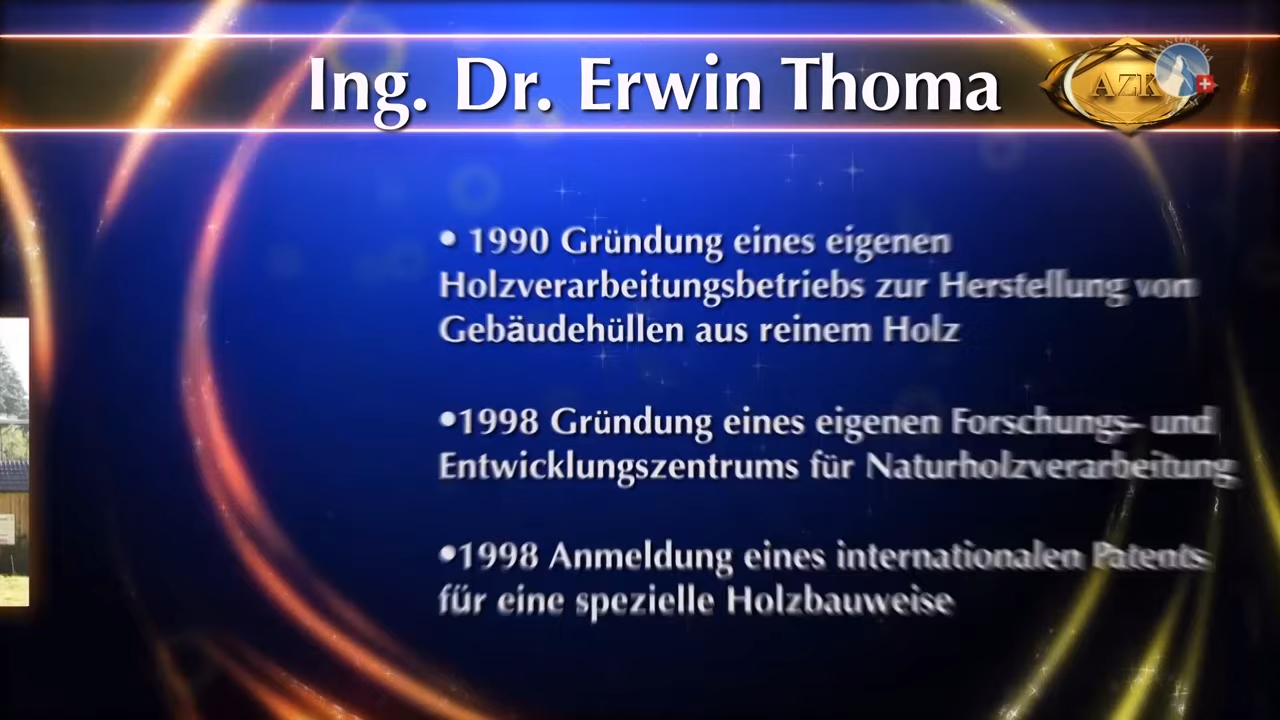 Ing. Dr. Erwin Thoma
AZK
• 1990 Gründung eines eigenen
Holzverarbeitungsbetriebs zur Herstellung von
Gebäudehüllen aus reinem Holz
•1998 Gründung eines eigenen Forschungs- und
Entwicklungszentrums für Naturholzverarbeitung
•1998 Anmeldung eines internationalen Patents
für eine spezielle Holzbauweise